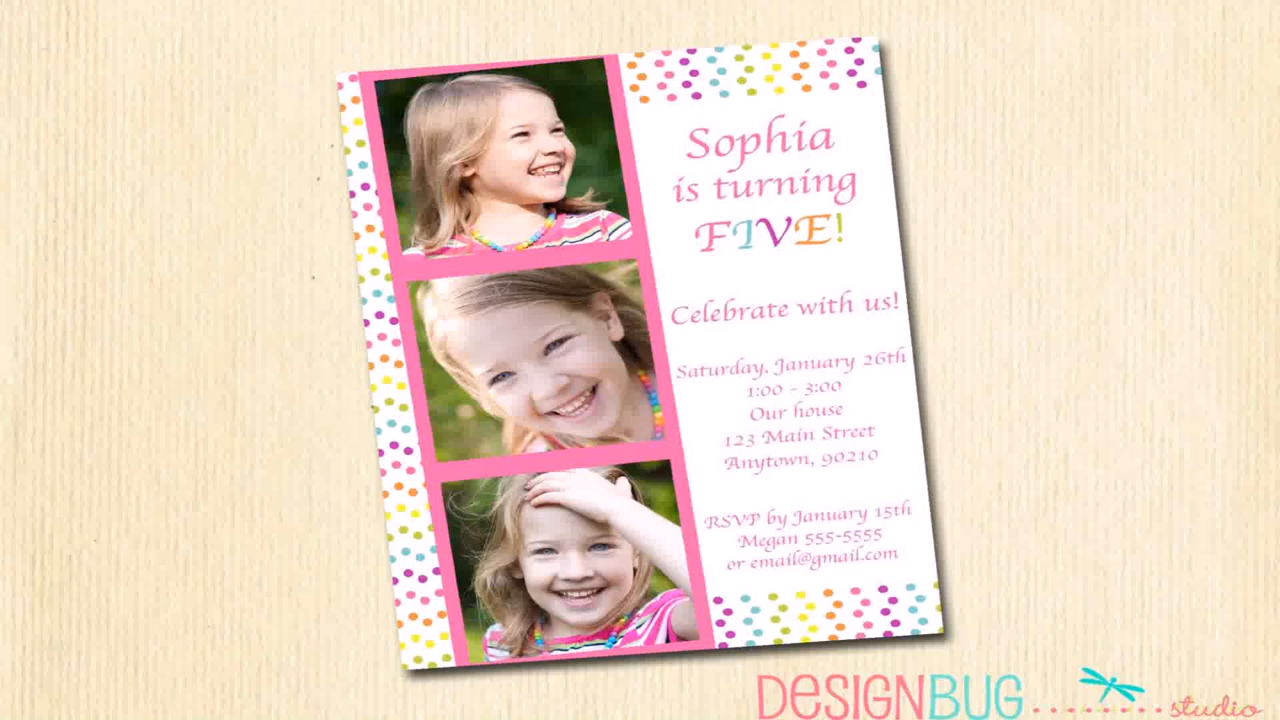 Sophia
is turning
FIVE!
Celebrate with us!
Saturday, January 26th
1:00 - 3:00
Our house
123 Main Street
Anytown, 90210
RSVP by January 15th
Megan 555-5555
or email@gmail.com
DESIGNBUG.........studio